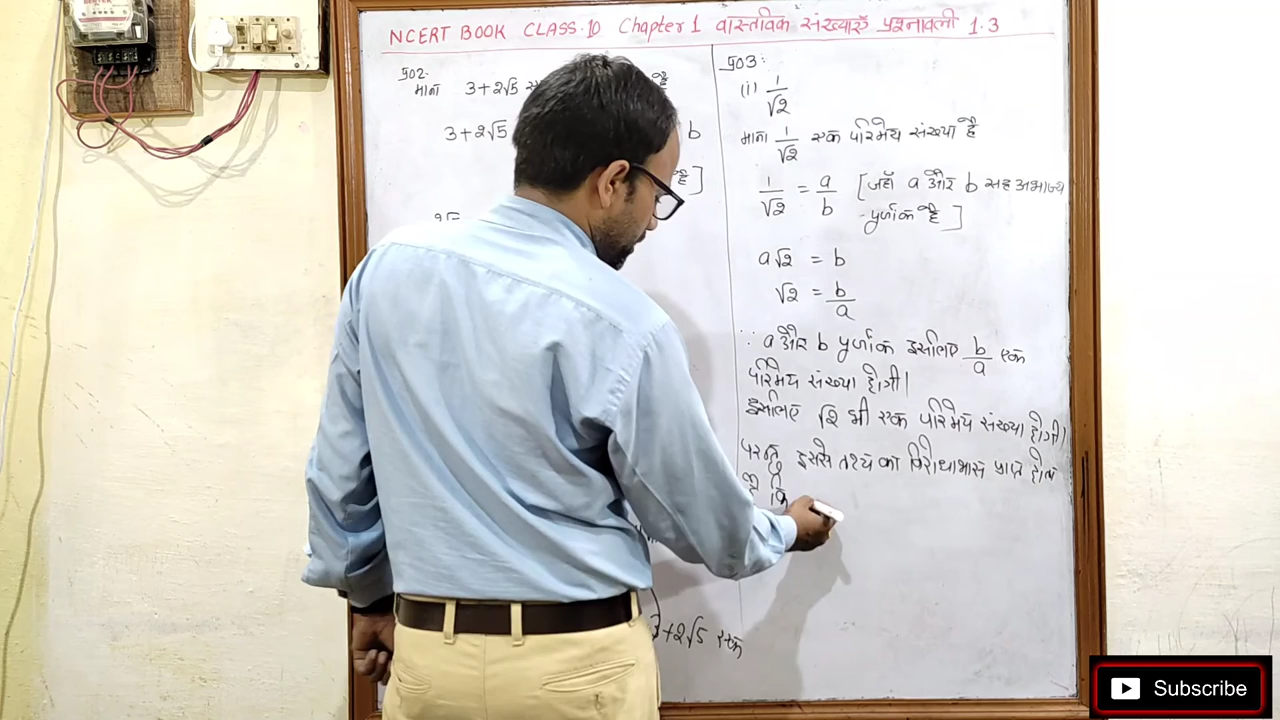 NCERT BOOK CLASS.10 Chapter 1 वास्तविक संख्याएँ प्रश्नावली 1.3
प्र02.
माना 3+2√5
3+2√5 b
है ]
3+2√5 एक
प्र03:
(i) 1/√2
माना 1/√2 एक परिमेय संख्या है
1/√2 = a/b [जहाँ a और b सह अभाज्य
पूर्णांक है ]
a√2 = b
√2 = b/a
∵ a और b पूर्णांक इसलिए b/a एक
परिमेय संख्या होगी।
इसलिए √2 भी एक परिमेय संख्या होगी।
परन्तु इससे तथ्य का विरोधाभास प्राप्त होता
है कि
Subscribe